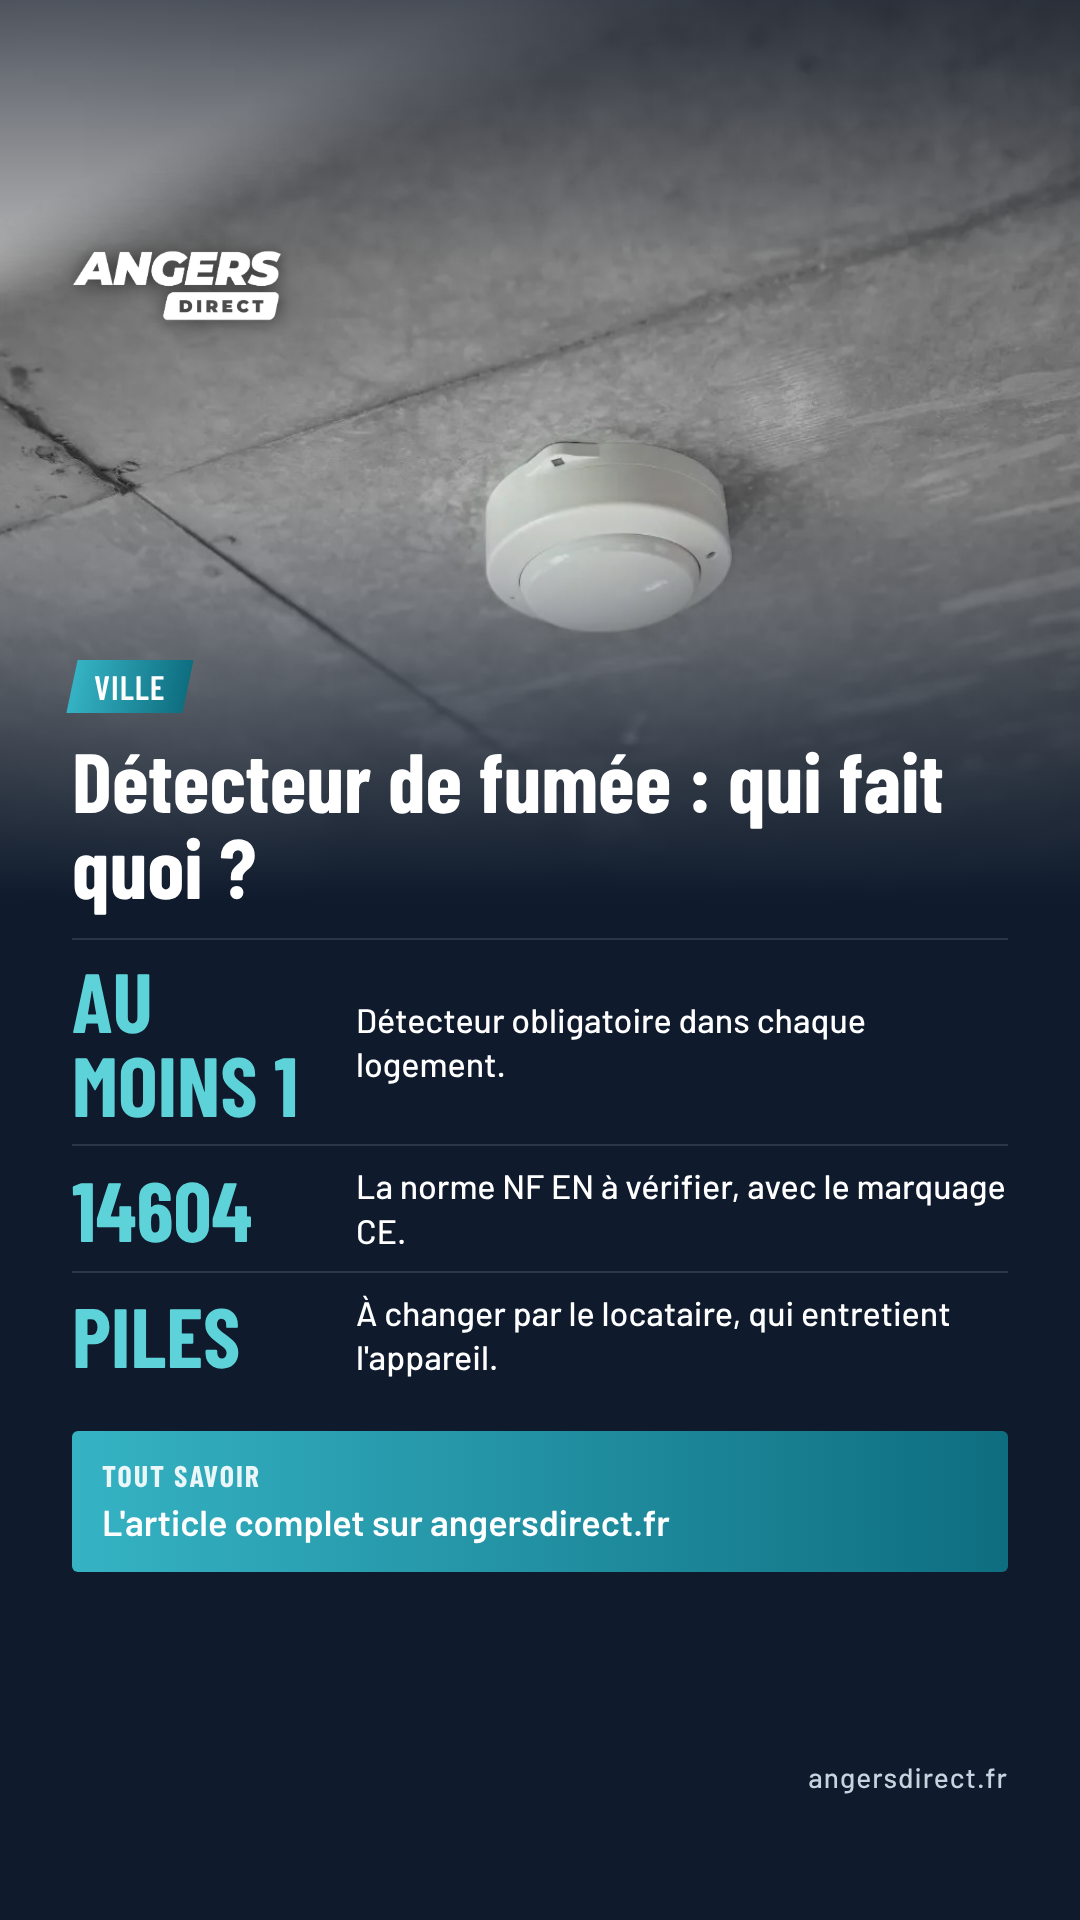 ANGERS
DIRECT
VILLE
Détecteur de fumée : qui fait
quoi ?
AU
MOINS 1
Détecteur obligatoire dans chaque
logement.
14604
La norme NF EN à vérifier, avec le marquage
CE.
PILES
À changer par le locataire, qui entretient
l'appareil.
TOUT SAVOIR
L'article complet sur angersdirect.fr
angersdirect.fr